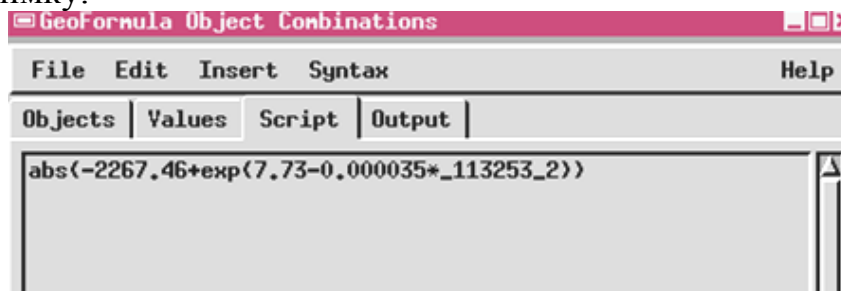 GeoFormula Object Combinations
File Edit Insert Syntax Help
Objects Values Script Output
abs(-2267.46+exp(7.73-0.000035*_113253_2))